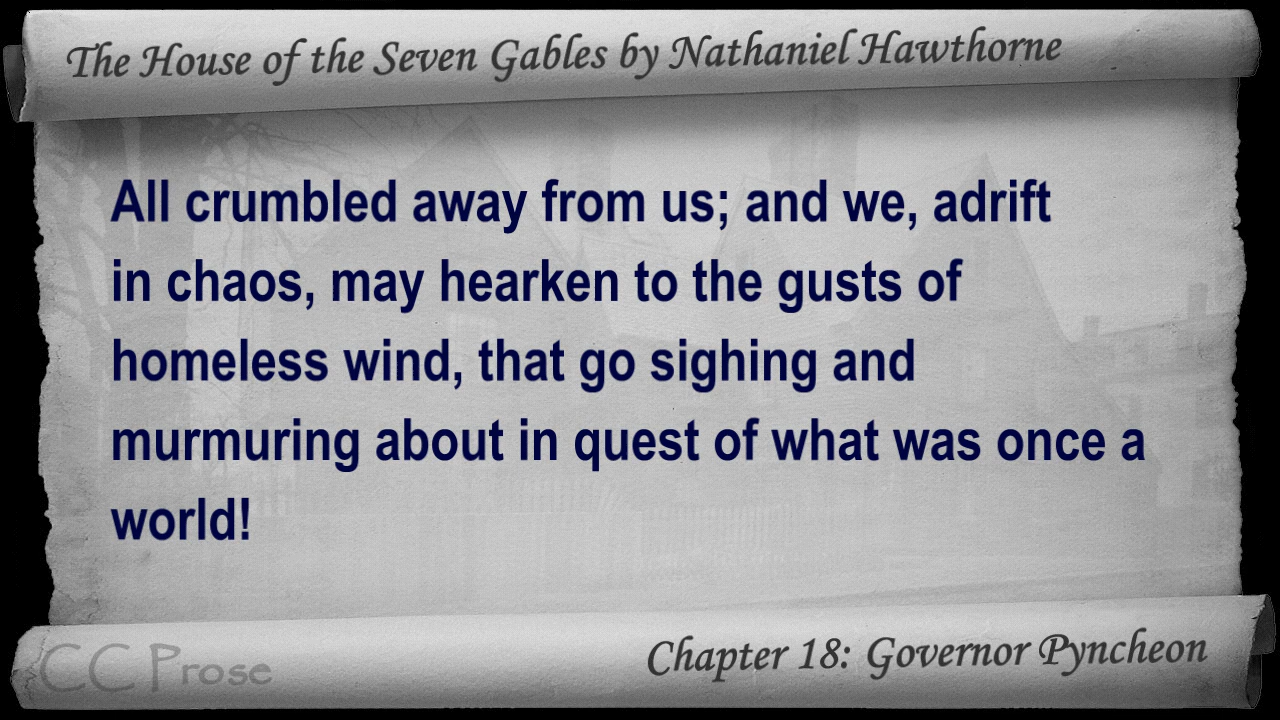 The House of the Seven Gables by Nathaniel Hawthorne
All crumbled away from us; and we, adrift
in chaos, may hearken to the gusts of
homeless wind, that go sighing and
murmuring about in quest of what was once a
world!
CC Prose
Chapter 18: Governor Pyncheon